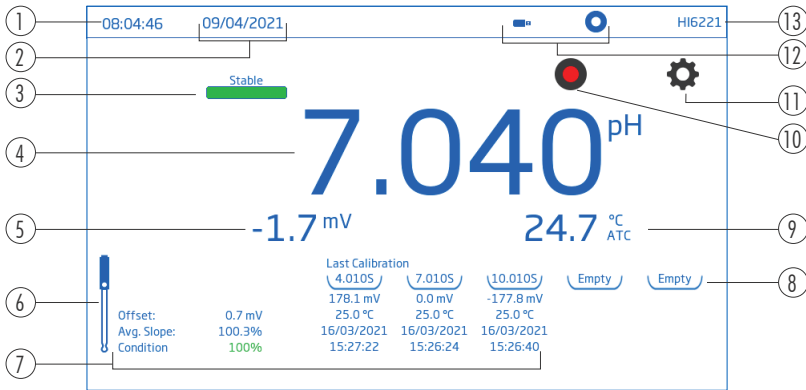 1
08:04:46
09/04/2021
HI6221
13
2
12
3
Stable
11
10
4
7.040 pH
5
-1.7 mV
24.7 °C
ATC
9
Last Calibration
4.010S 7.010S 10.010S Empty Empty
8
6
178.1 mV 0.0 mV -177.8 mV
Offset: 0.7 mV 25.0 °C 25.0 °C 25.0 °C
Avg. Slope: 100.3% 16/03/2021 16/03/2021 16/03/2021
Condition 100% 15:27:22 15:26:24 15:26:40
7